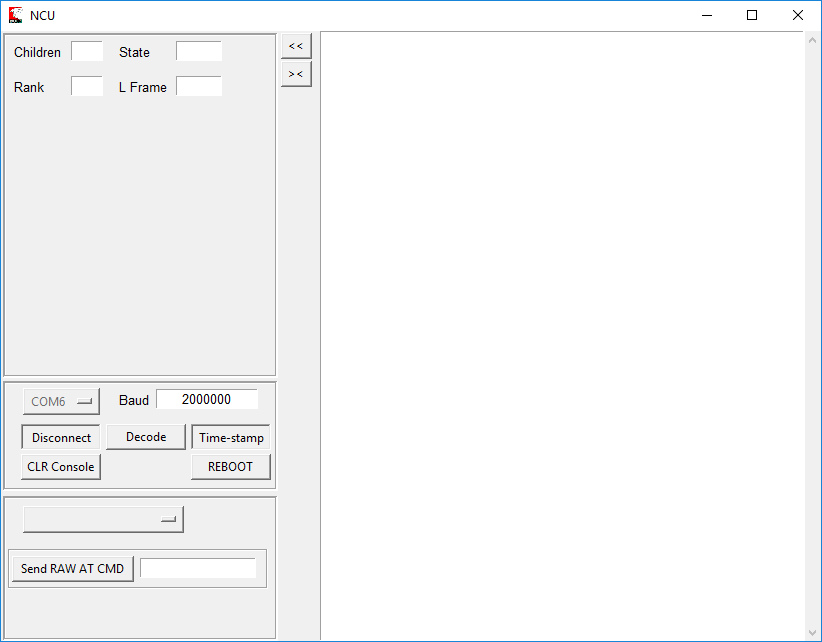 NCU
Children State
Rank L Frame
<<
><
COM6 Baud 2000000
Disconnect Decode Time-stamp
CLR Console REBOOT
Send RAW AT CMD